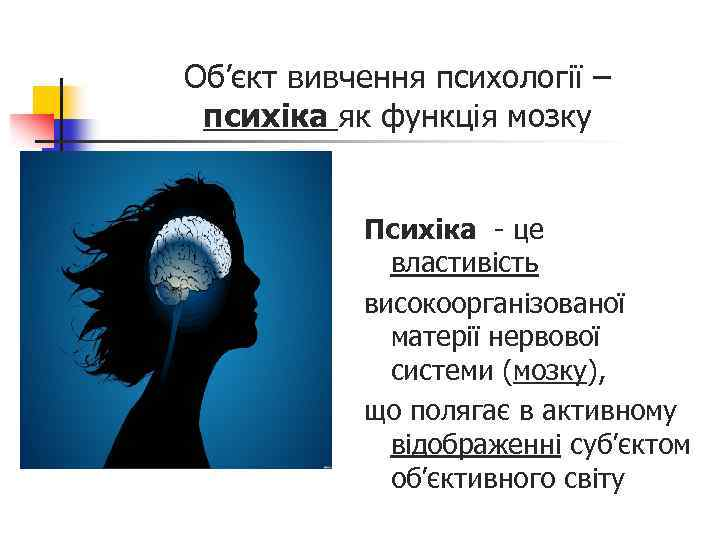 Об’єкт вивчення психології –
психіка як функція мозку
Психіка - це
властивість
високоорганізованої
матерії нервової
системи (мозку),
що полягає в активному
відображенні суб’єктом
об’єктивного світу